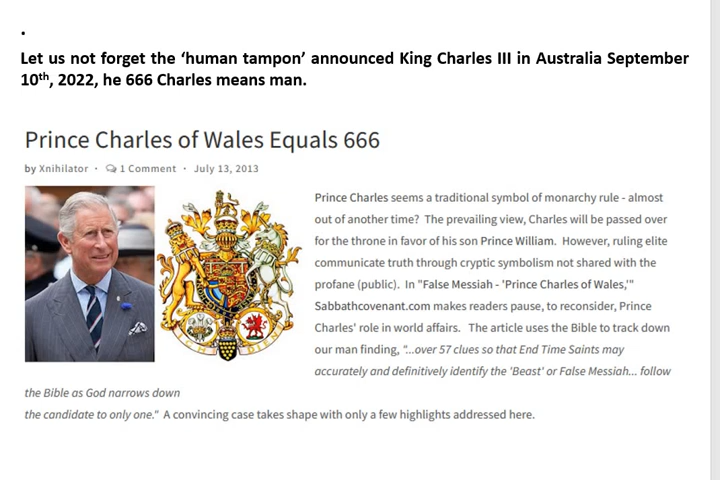 .
Let us not forget the ‘human tampon’ announced King Charles III in Australia September
10th, 2022, he 666 Charles means man.
Prince Charles of Wales Equals 666
by Xnihilator · 1 Comment · July 13, 2013
Prince Charles seems a traditional symbol of monarchy rule - almost
out of another time? The prevailing view, Charles will be passed over
for the throne in favor of his son Prince William. However, ruling elite
communicate truth through cryptic symbolism not shared with the
profane (public). In "False Messiah - 'Prince Charles of Wales,'"
Sabbathcovenant.com makes readers pause, to reconsider, Prince
Charles' role in world affairs. The article uses the Bible to track down
our man finding, "...over 57 clues so that End Time Saints may
accurately and definitively identify the 'Beast' or False Messiah... follow
the Bible as God narrows down
the candidate to only one." A convincing case takes shape with only a few highlights addressed here.